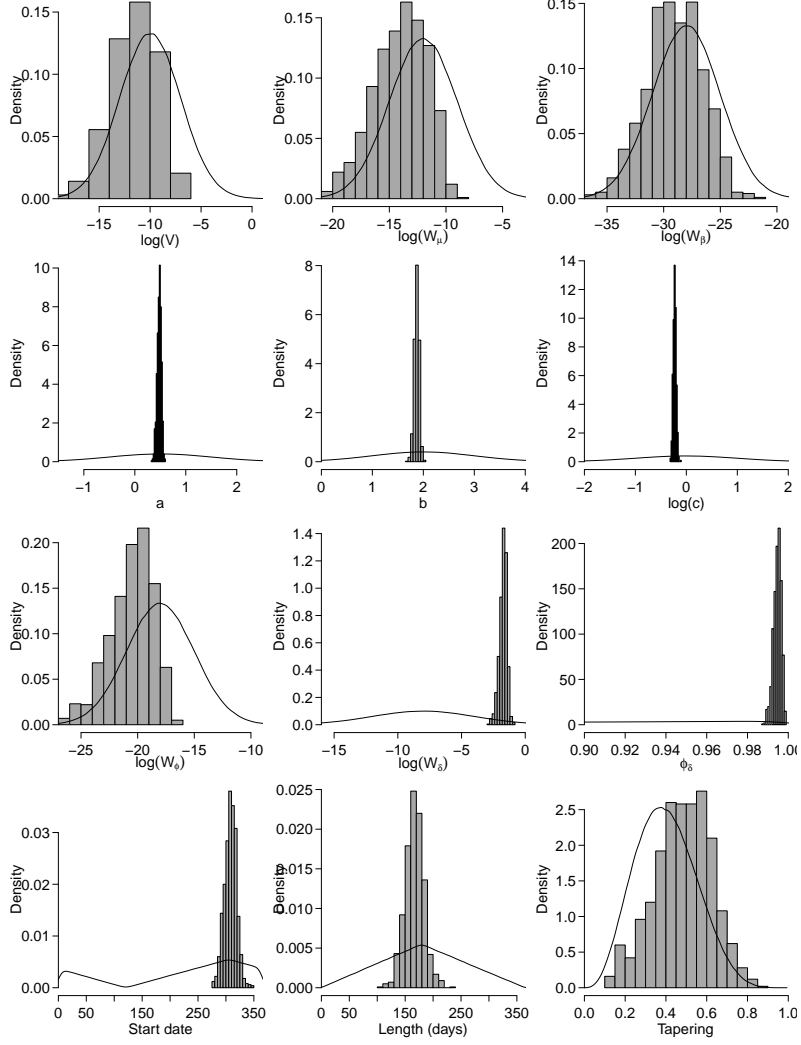 0.15 0.10 0.05 0.00
Density
−15 −10 −5 0
log(V)
0.15 0.10 0.05 0.00
Density
−20 −15 −10 −5
log(Wμ)
0.15 0.10 0.05 0.00
Density
−35 −30 −25 −20
log(Wβ)
10 8 6 4 2 0
Density
−1 0 1 2
a
8 6 4 2 0
Density
0 1 2 3 4
b
14 12 10 8 6 4 2 0
Density
−2 −1 0 1 2
log(c)
0.20 0.15 0.10 0.05 0.00
Density
−25 −20 −15 −10
log(Wϕ)
1.4 1.2 1.0 0.8 0.6 0.4 0.2 0.0
Density
−15 −10 −5 0
log(Wδ)
200 150 100 50 0
Density
0.90 0.92 0.94 0.96 0.98 1.00
ϕδ
0.03 0.02 0.01 0.00
Density
0 50 150 250 350
Start date
0.025 0.020 0.015 0.010 0.005 0.000
Density
0 50 150 250 350
Length (days)
2.5 2.0 1.5 1.0 0.5 0.0
Density
0.0 0.2 0.4 0.6 0.8 1.0
Tapering